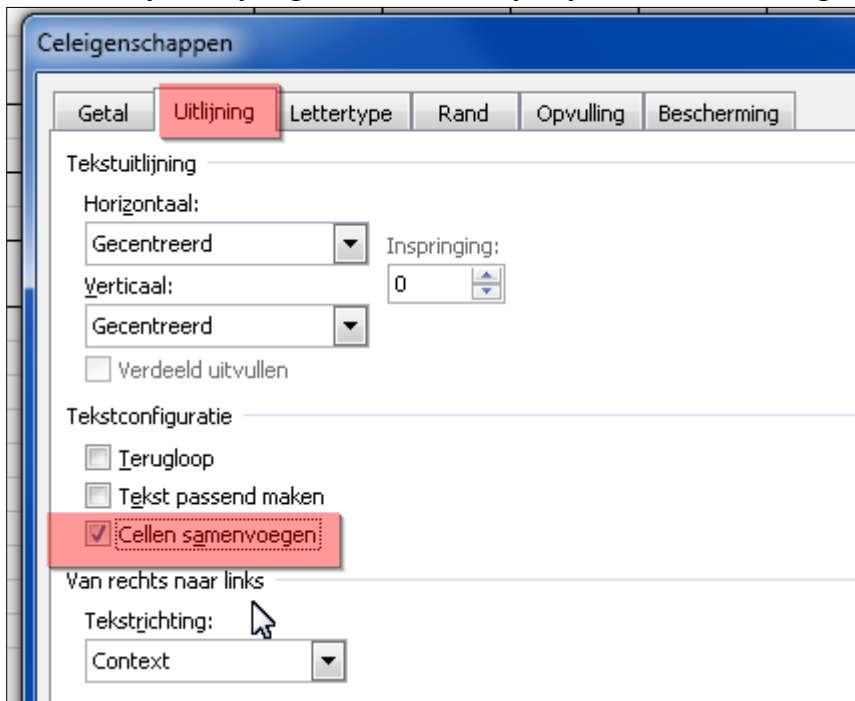 Celeigenschappen
Getal Uitlijning Lettertype Rand Opvulling Bescherming
Tekstuitlijning
Horizontaal:
Gecentreerd Inspringing:
Verticaal: 0
Gecentreerd
Verdeeld uitvullen
Tekstconfiguratie
Terugloop
Tekst passend maken
Cellen samenvoegen
Van rechts naar links
Tekstrichting:
Context